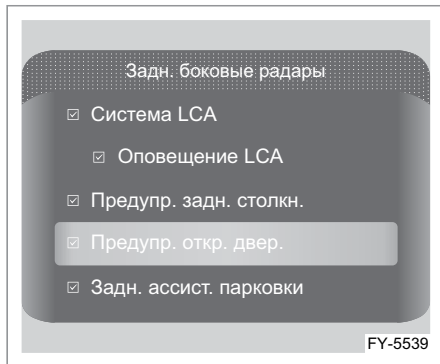 Задн. боковые радары
Система LCA
Оповещение LCA
Предупр. задн. столкн.
Предупр. откр. двер.
Задн. ассист. парковки
FY-5539